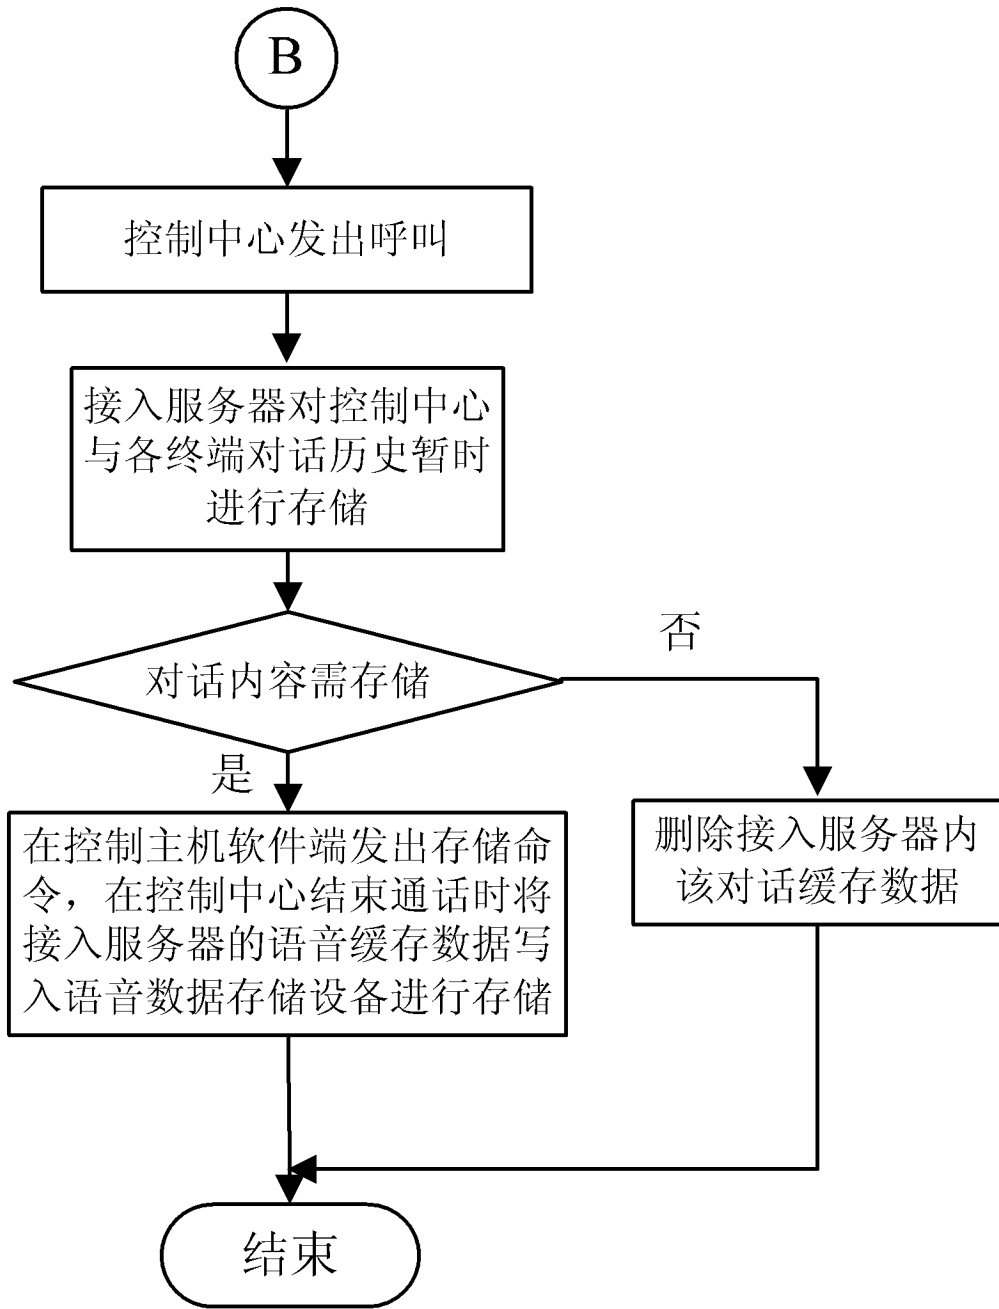 B
控制中心发出呼叫
接入服务器对控制中心
与各终端对话历史暂时
进行存储
否
对话内容需存储
是
在控制主机软件端发出存储命
令，在控制中心结束通话时将
接入服务器的语音缓存数据写
入语音数据存储设备进行存储
删除接入服务器内
该对话缓存数据
结束